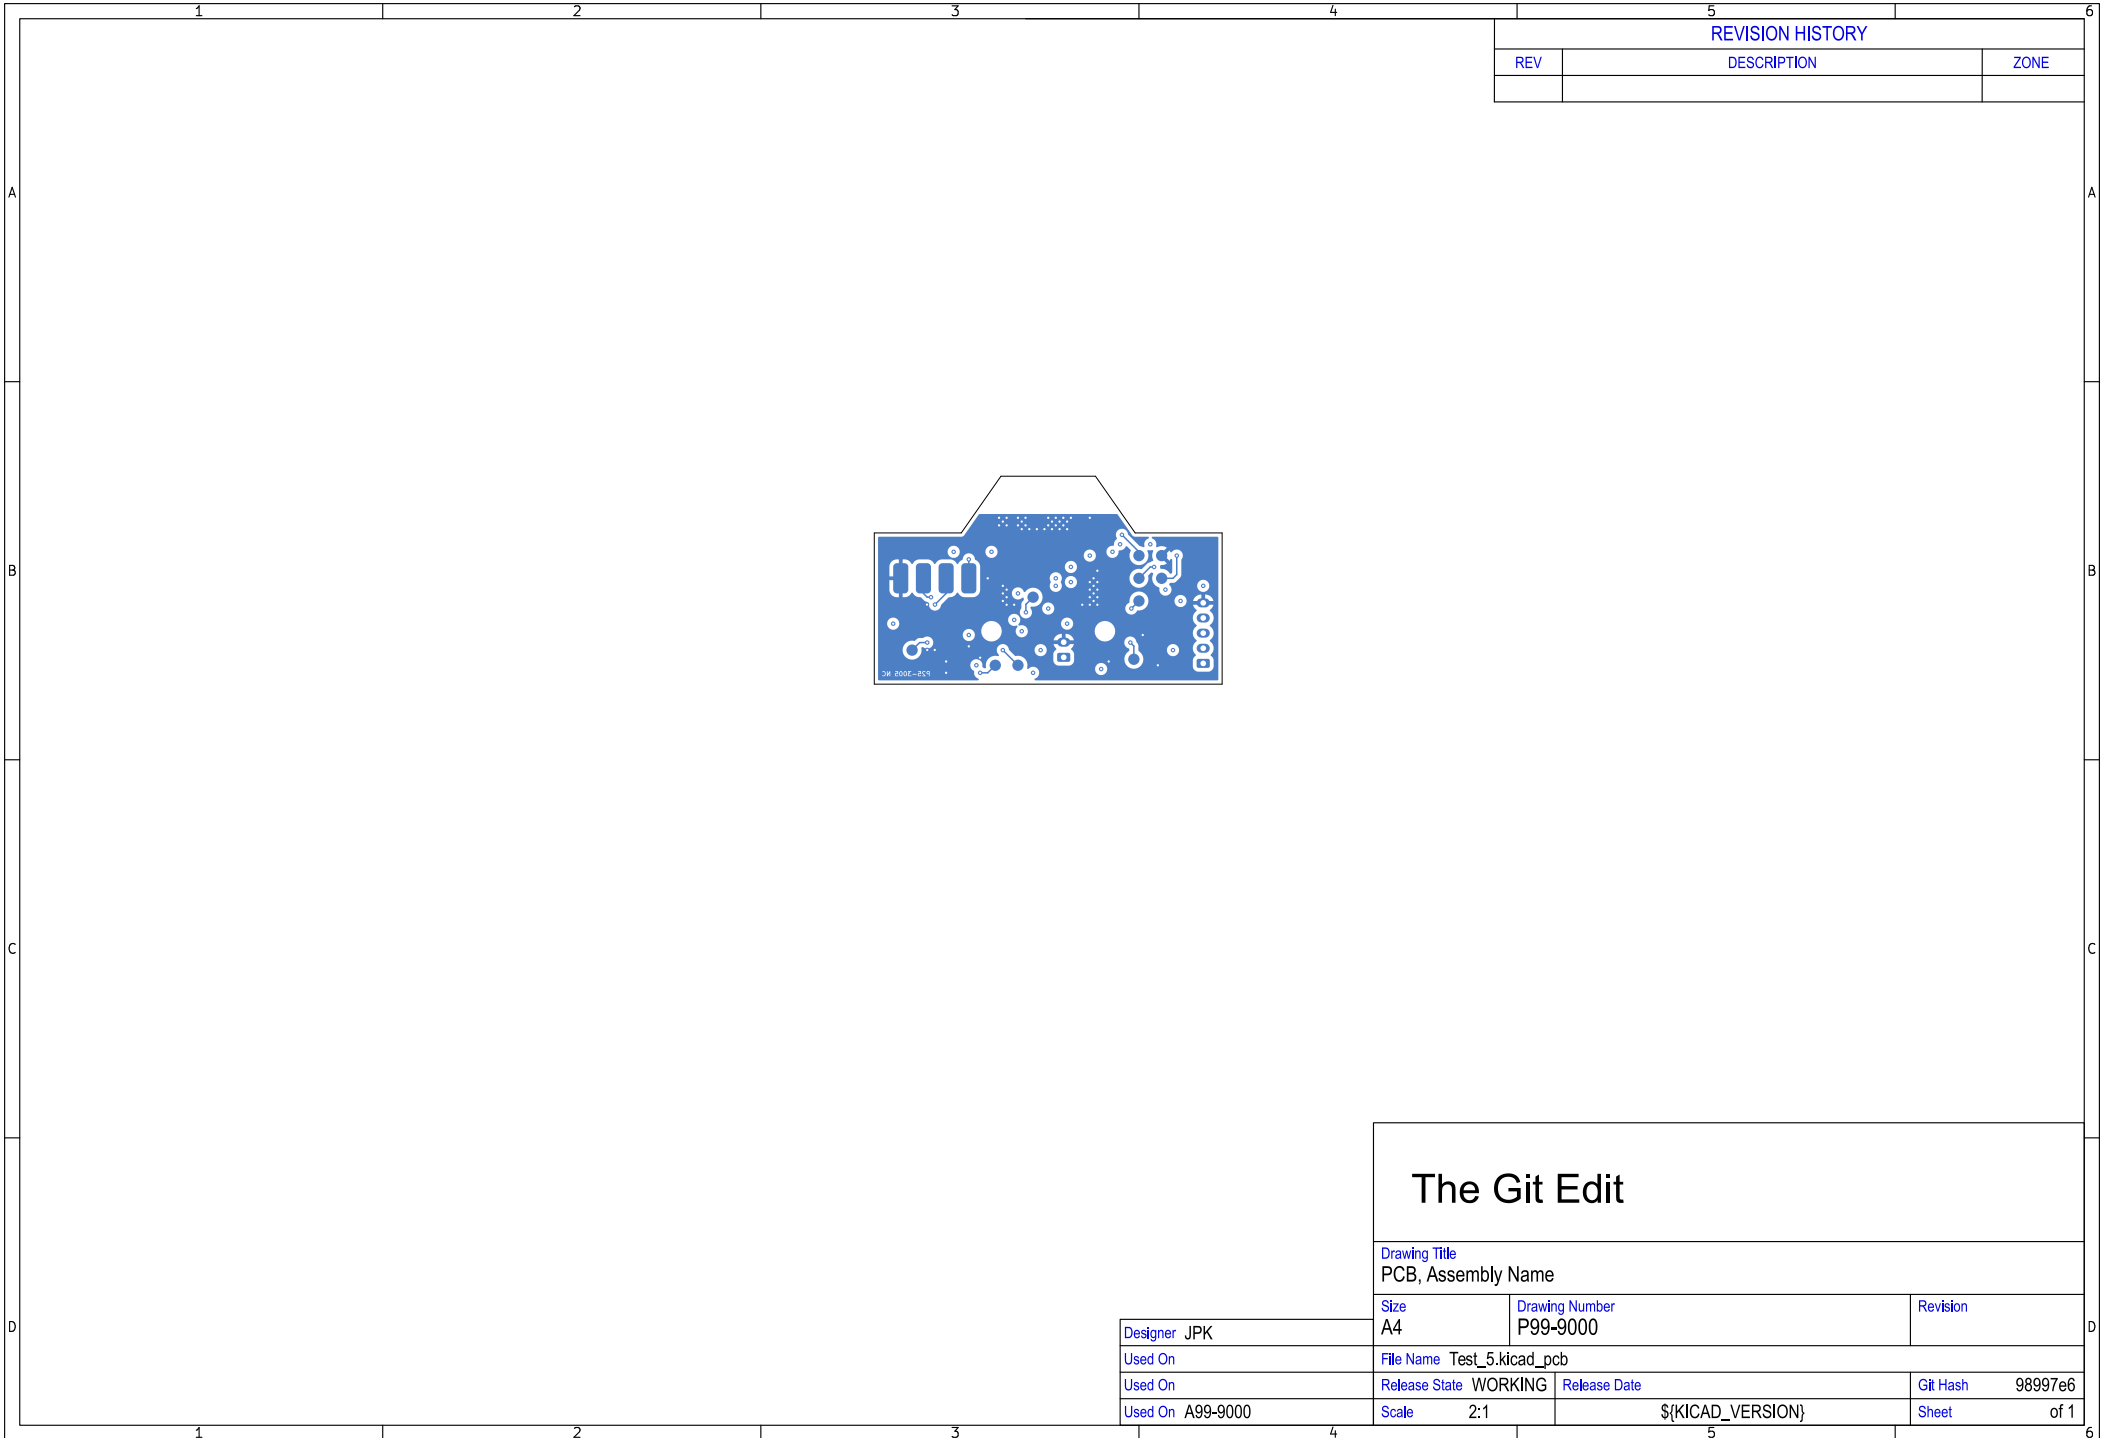 1 2 3 4 5 6
REVISION HISTORY
REV DESCRIPTION ZONE
A A
B B
P25-3005 NC
C C
The Git Edit
Drawing Title
PCB, Assembly Name
Size Drawing Number Revision
A4 P99-9000
D D
Designer JPK
Used On File Name Test_5.kicad_pcb
Used On Release State WORKING Release Date Git Hash 98997e6
Used On A99-9000 Scale 2:1 ${KICAD_VERSION} Sheet of 1
1 2 3 4 5 6